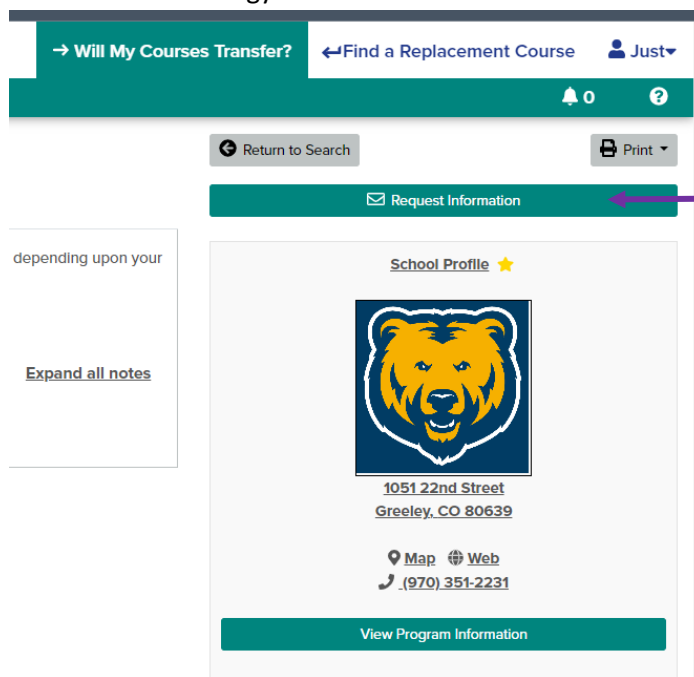 → Will My Courses Transfer? Find a Replacement Course Just
0
Return to Search Print
Request Information
depending upon your
School Profile
Expand all notes
1051 22nd Street
Greeley, CO 80639
Map Web
(970) 351-2231
View Program Information